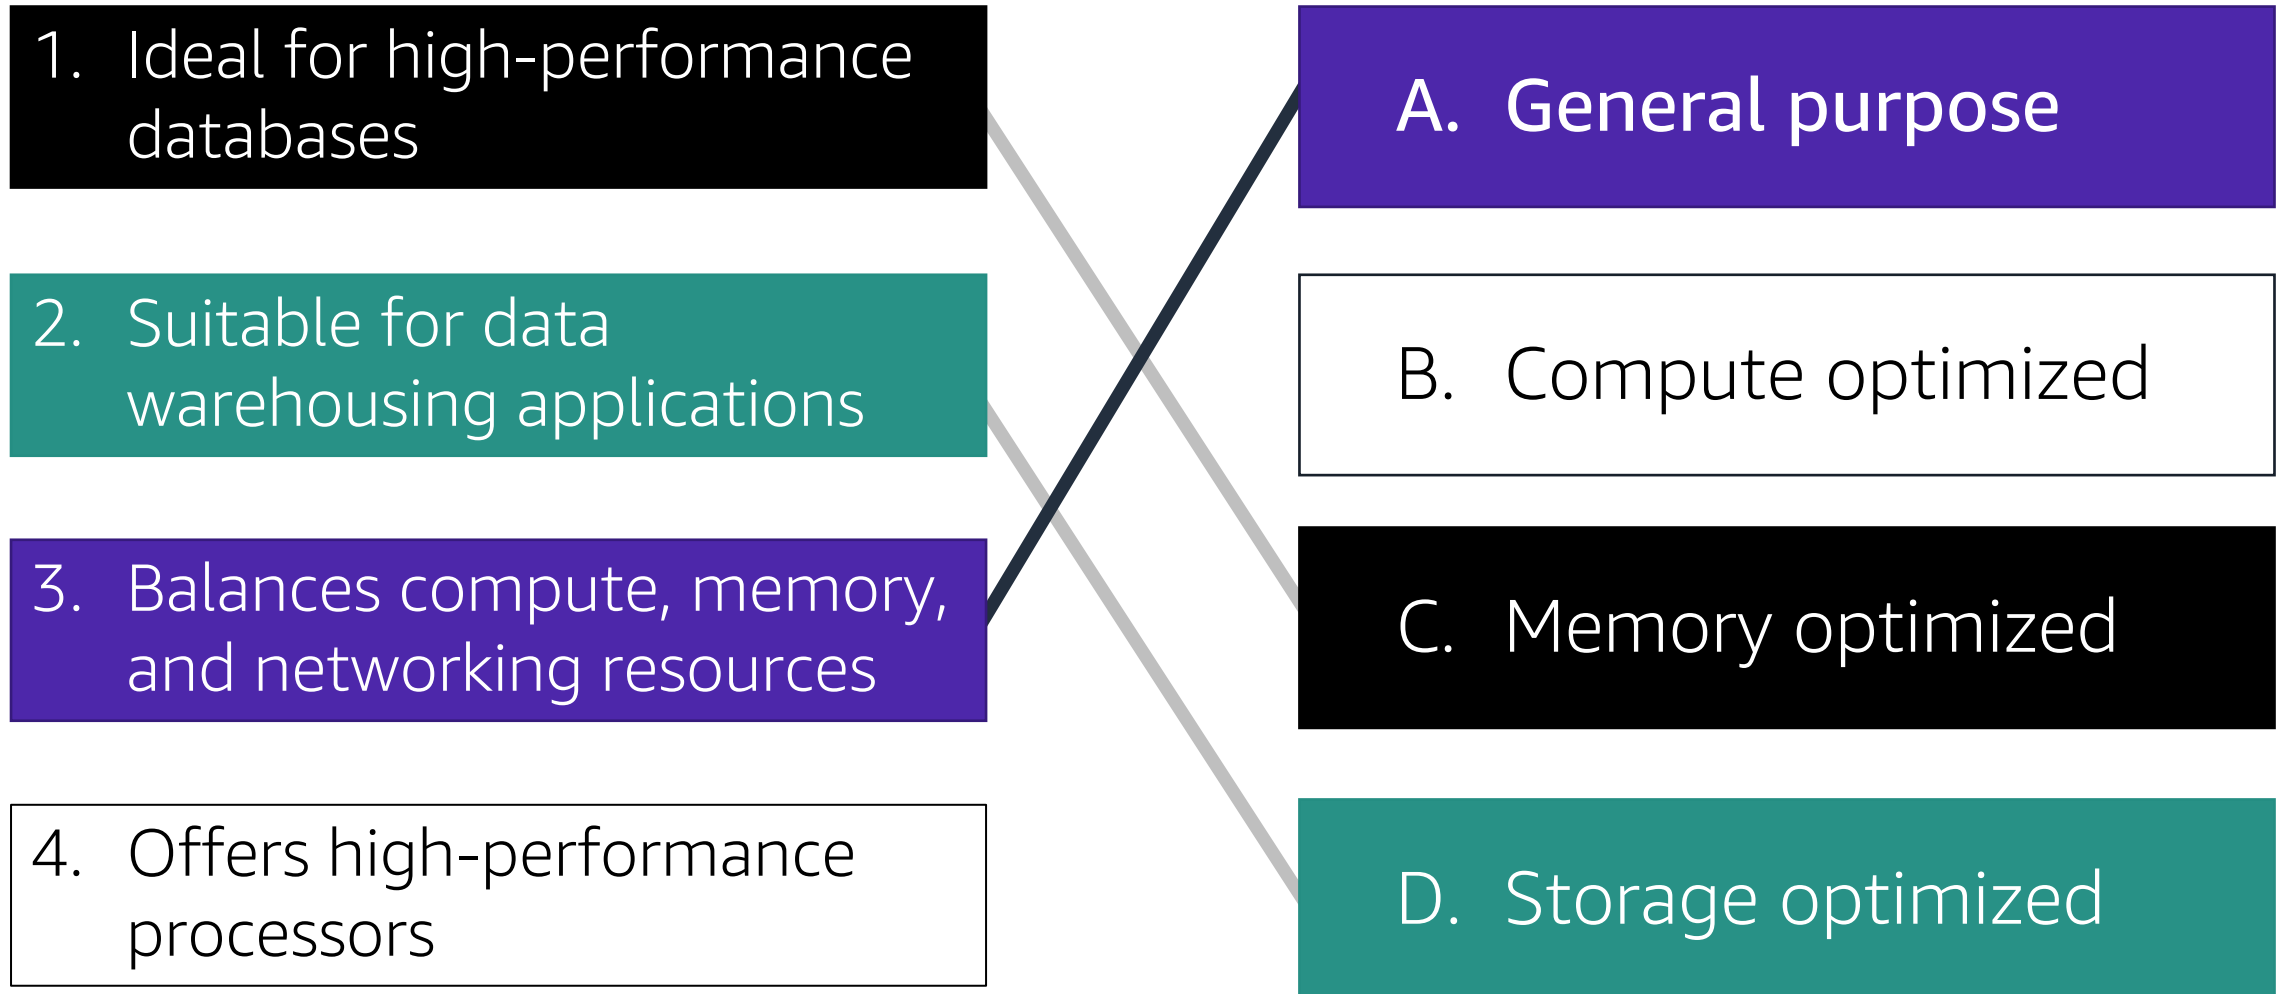 1. Ideal for high-performance
databases
2. Suitable for data
warehousing applications
3. Balances compute, memory,
and networking resources
4. Offers high-performance
processors
A. General purpose
B. Compute optimized
C. Memory optimized
D. Storage optimized